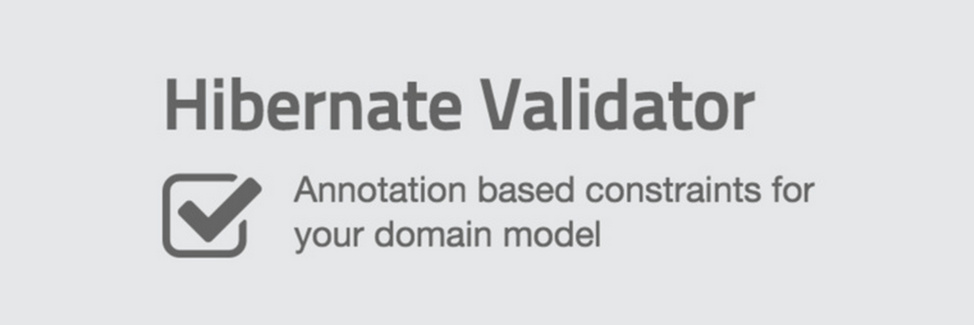 Hibernate Validator
Annotation based constraints for
your domain model